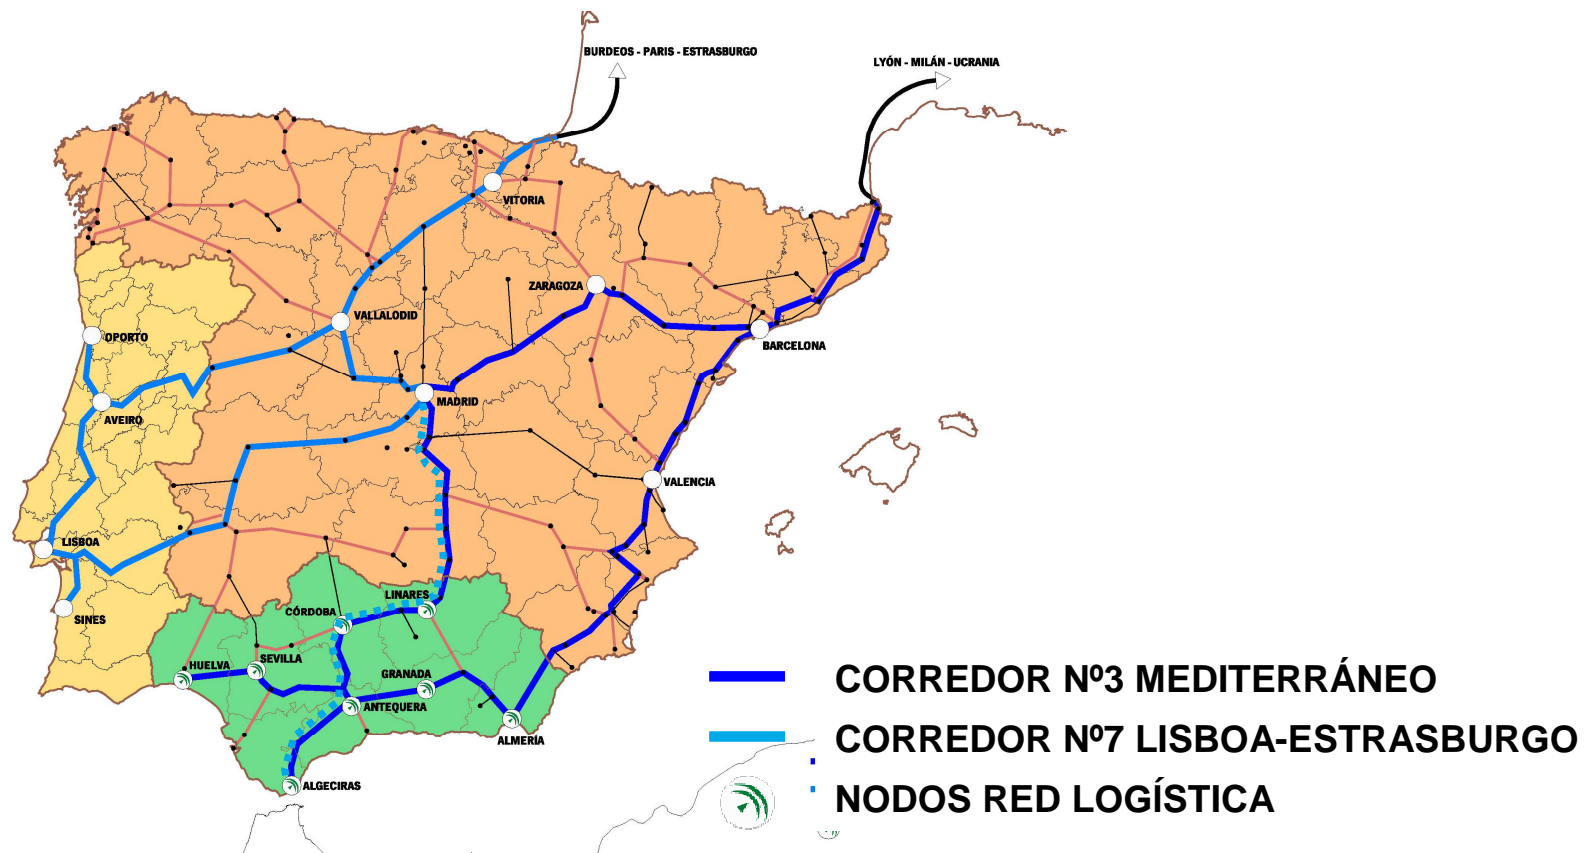 BURDEOS - PARIS - ESTRASBURGO
LYÓN - MILÁN - UCRANIA
VITORIA
ZARAGOZA
VALLALODID
OPORTO
BARCELONA
MADRID
AVEIRO
VALENCIA
LISBOA
LINARES
CÓRDOBA
SINES
HUELVA
SEVILLA
GRANADA
ANTEQUERA
ALMERÍA
ALGECIRAS
CORREDOR Nº3 MEDITERRÁNEO
CORREDOR Nº7 LISBOA-ESTRASBURGO
NODOS RED LOGÍSTICA